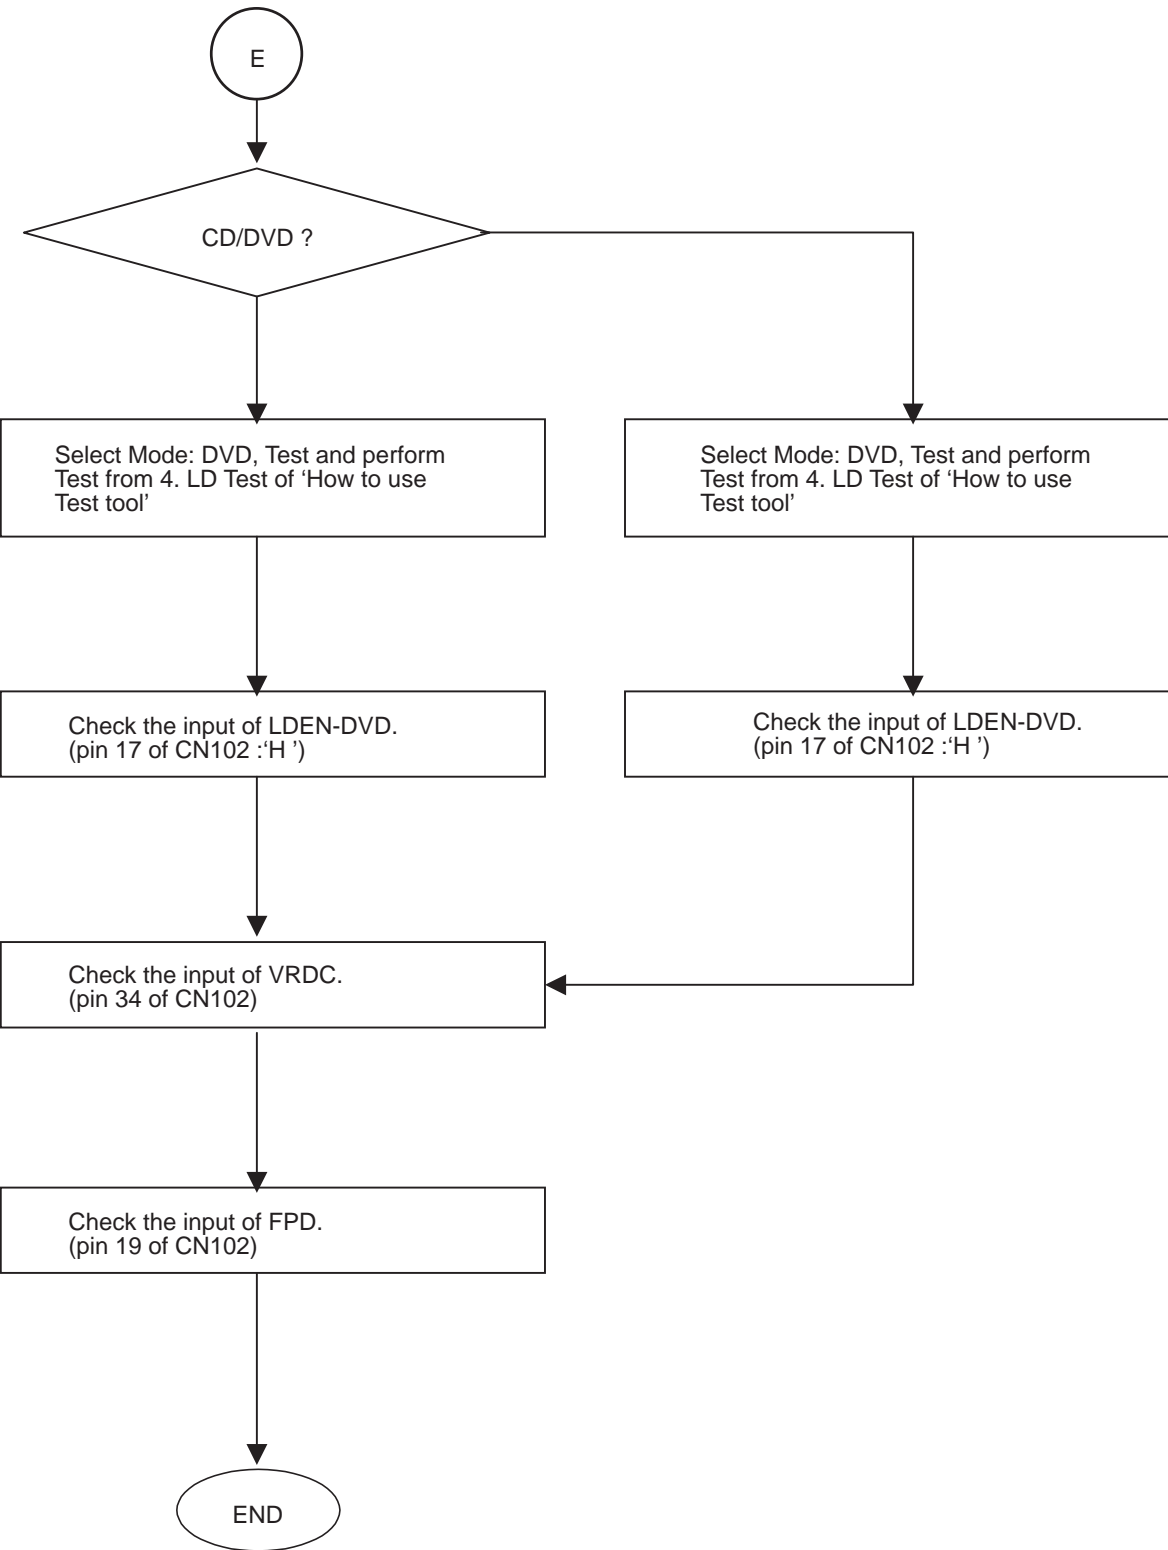 E
CD/DVD ?
Select Mode: DVD, Test and perform
Test from 4. LD Test of ‘How to use
Test tool’
Select Mode: DVD, Test and perform
Test from 4. LD Test of ‘How to use
Test tool’
Check the input of LDEN-DVD.
(pin 17 of CN102 :‘H ’)
Check the input of LDEN-DVD.
(pin 17 of CN102 :‘H ’)
Check the input of VRDC.
(pin 34 of CN102)
Check the input of FPD.
(pin 19 of CN102)
END